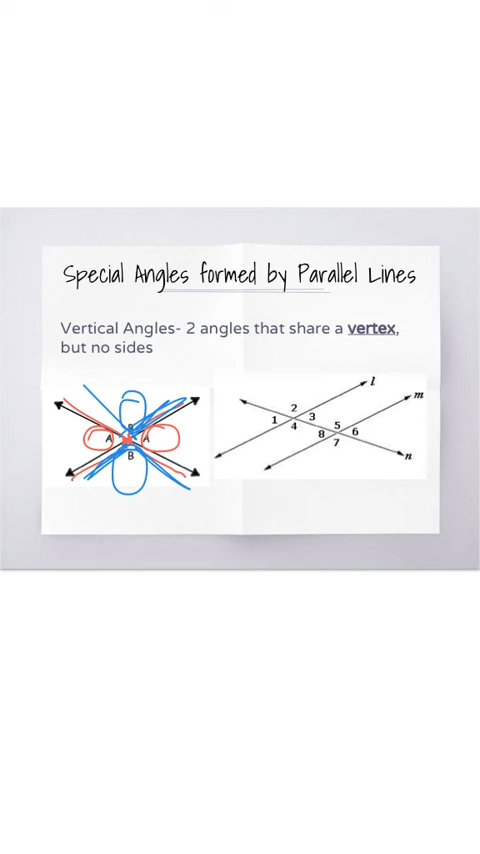 Special Angles formed by Parallel Lines
Vertical Angles- 2 angles that share a vertex,
but no sides
B
A A
B
l
m
2
1 3
4 5
8 6
7
n